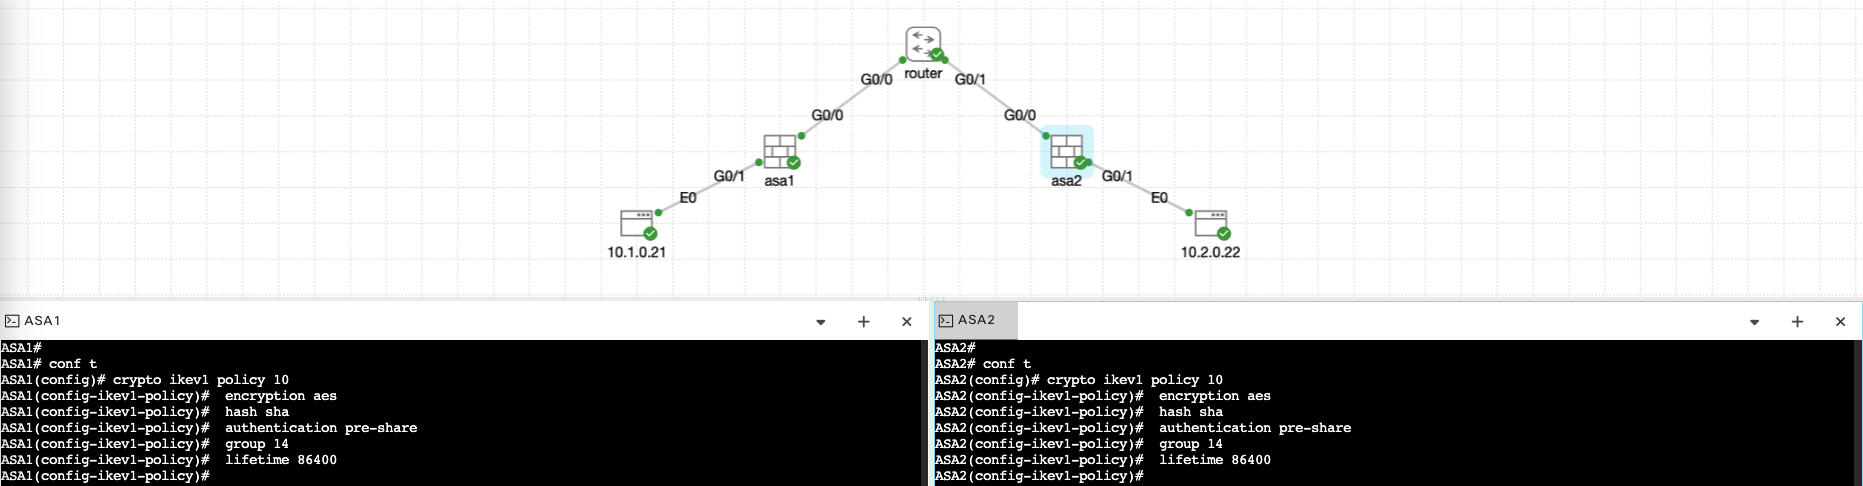 router
G0/0
G0/1
G0/0
G0/0
G0/1
asa1
asa2
G0/1
E0
E0
10.1.0.21
10.2.0.22
ASA1
ASA1#
ASA1# conf t
ASA1(config)# crypto ikev1 policy 10
ASA1(config-ikev1-policy)#  encryption aes
ASA1(config-ikev1-policy)#  hash sha
ASA1(config-ikev1-policy)#  authentication pre-share
ASA1(config-ikev1-policy)#  group 14
ASA1(config-ikev1-policy)#  lifetime 86400
ASA1(config-ikev1-policy)#
ASA2
ASA2#
ASA2# conf t
ASA2(config)# crypto ikev1 policy 10
ASA2(config-ikev1-policy)#  encryption aes
ASA2(config-ikev1-policy)#  hash sha
ASA2(config-ikev1-policy)#  authentication pre-share
ASA2(config-ikev1-policy)#  group 14
ASA2(config-ikev1-policy)#  lifetime 86400
ASA2(config-ikev1-policy)#